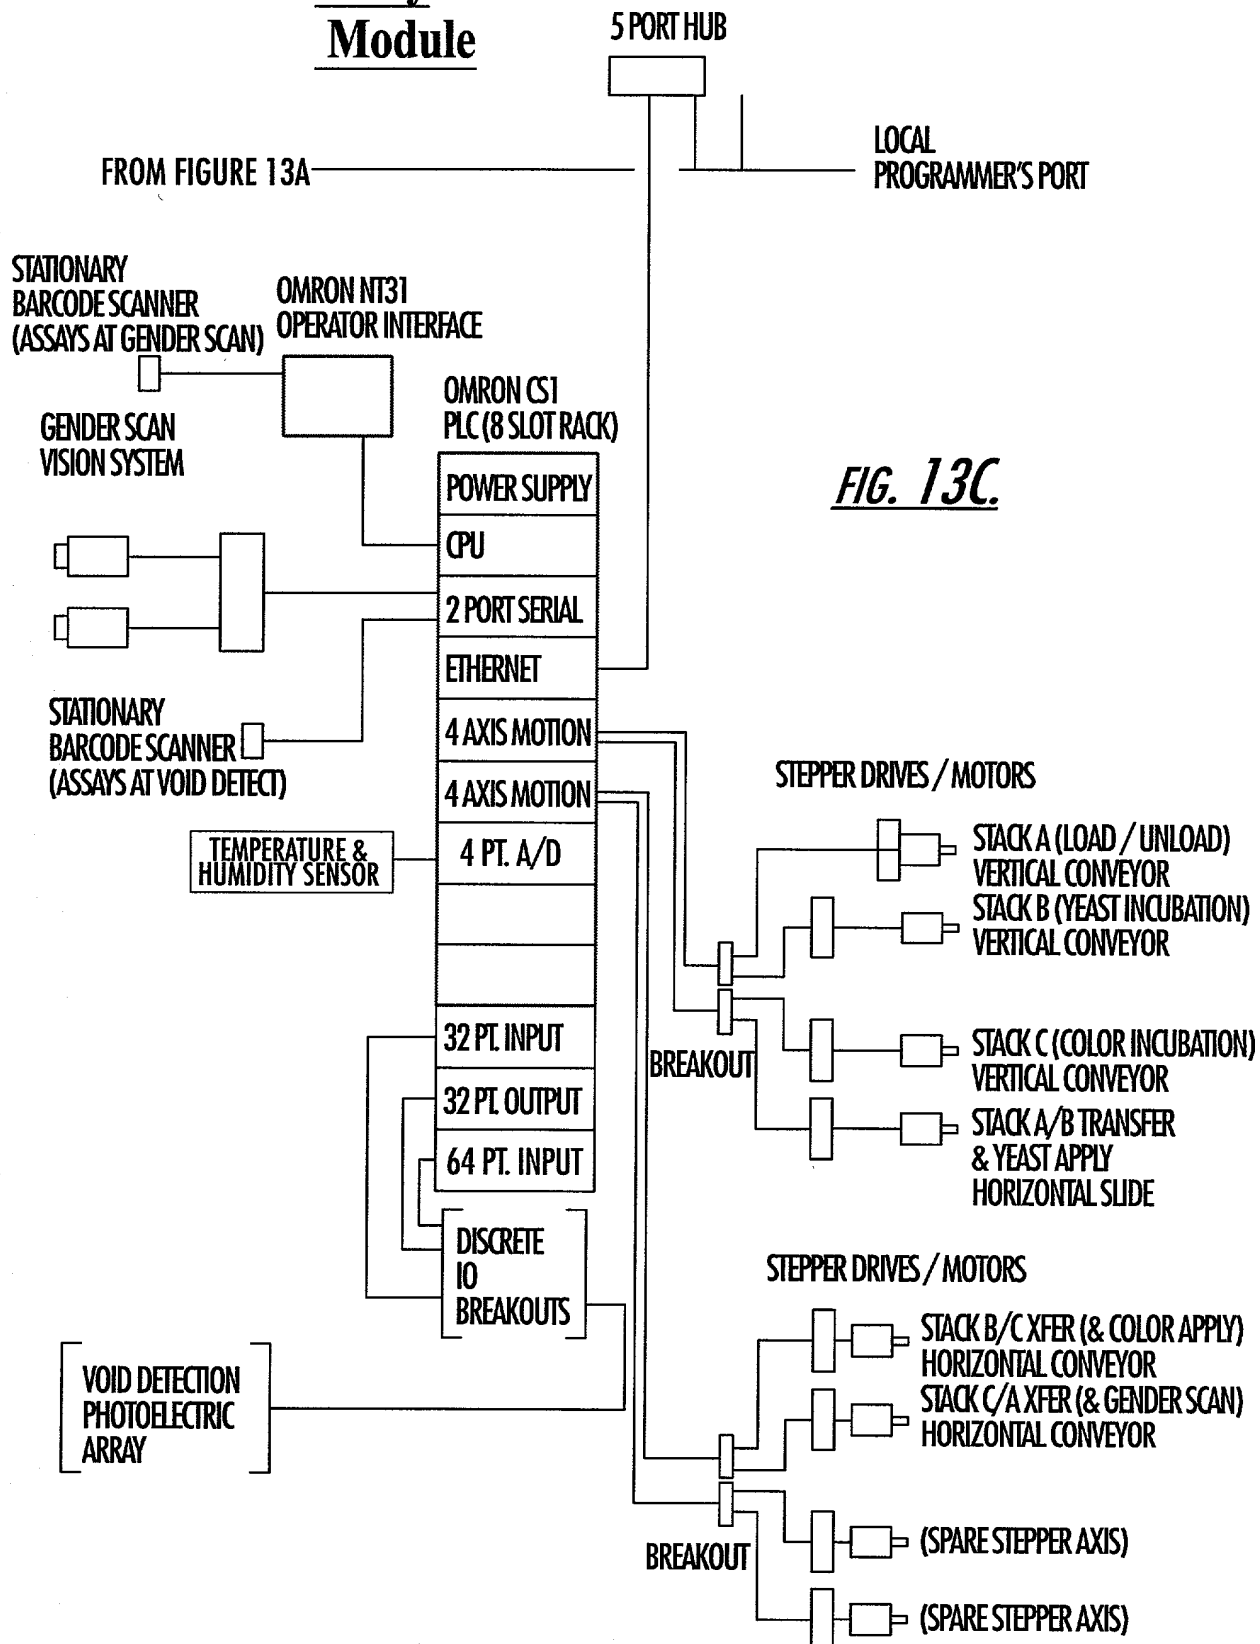 Module
5 PORT HUB
FROM FIGURE 13A
LOCAL
PROGRAMMER'S PORT
STATIONARY
BARCODE SCANNER
(ASSAYS AT GENDER SCAN)
OMRON NT31
OPERATOR INTERFACE
OMRON CS1
PLC (8 SLOT RACK)
GENDER SCAN
VISION SYSTEM
FIG. 13C.
POWER SUPPLY
CPU
2 PORT SERIAL
ETHERNET
4 AXIS MOTION
4 AXIS MOTION
4 PT. A/D
32 PT. INPUT
32 PT. OUTPUT
64 PT. INPUT
STATIONARY
BARCODE SCANNER
(ASSAYS AT VOID DETECT)
TEMPERATURE &
HUMIDITY SENSOR
STEPPER DRIVES / MOTORS
STACK A (LOAD / UNLOAD)
VERTICAL CONVEYOR
STACK B (YEAST INCUBATION)
VERTICAL CONVEYOR
BREAKOUT
STACK C (COLOR INCUBATION)
VERTICAL CONVEYOR
STACK A/B TRANSFER
& YEAST APPLY
HORIZONTAL SLIDE
DISCRETE
IO
BREAKOUTS
VOID DETECTION
PHOTOELECTRIC
ARRAY
STEPPER DRIVES / MOTORS
STACK B/C XFER (& COLOR APPLY)
HORIZONTAL CONVEYOR
STACK C/A XFER (& GENDER SCAN)
HORIZONTAL CONVEYOR
BREAKOUT
(SPARE STEPPER AXIS)
(SPARE STEPPER AXIS)